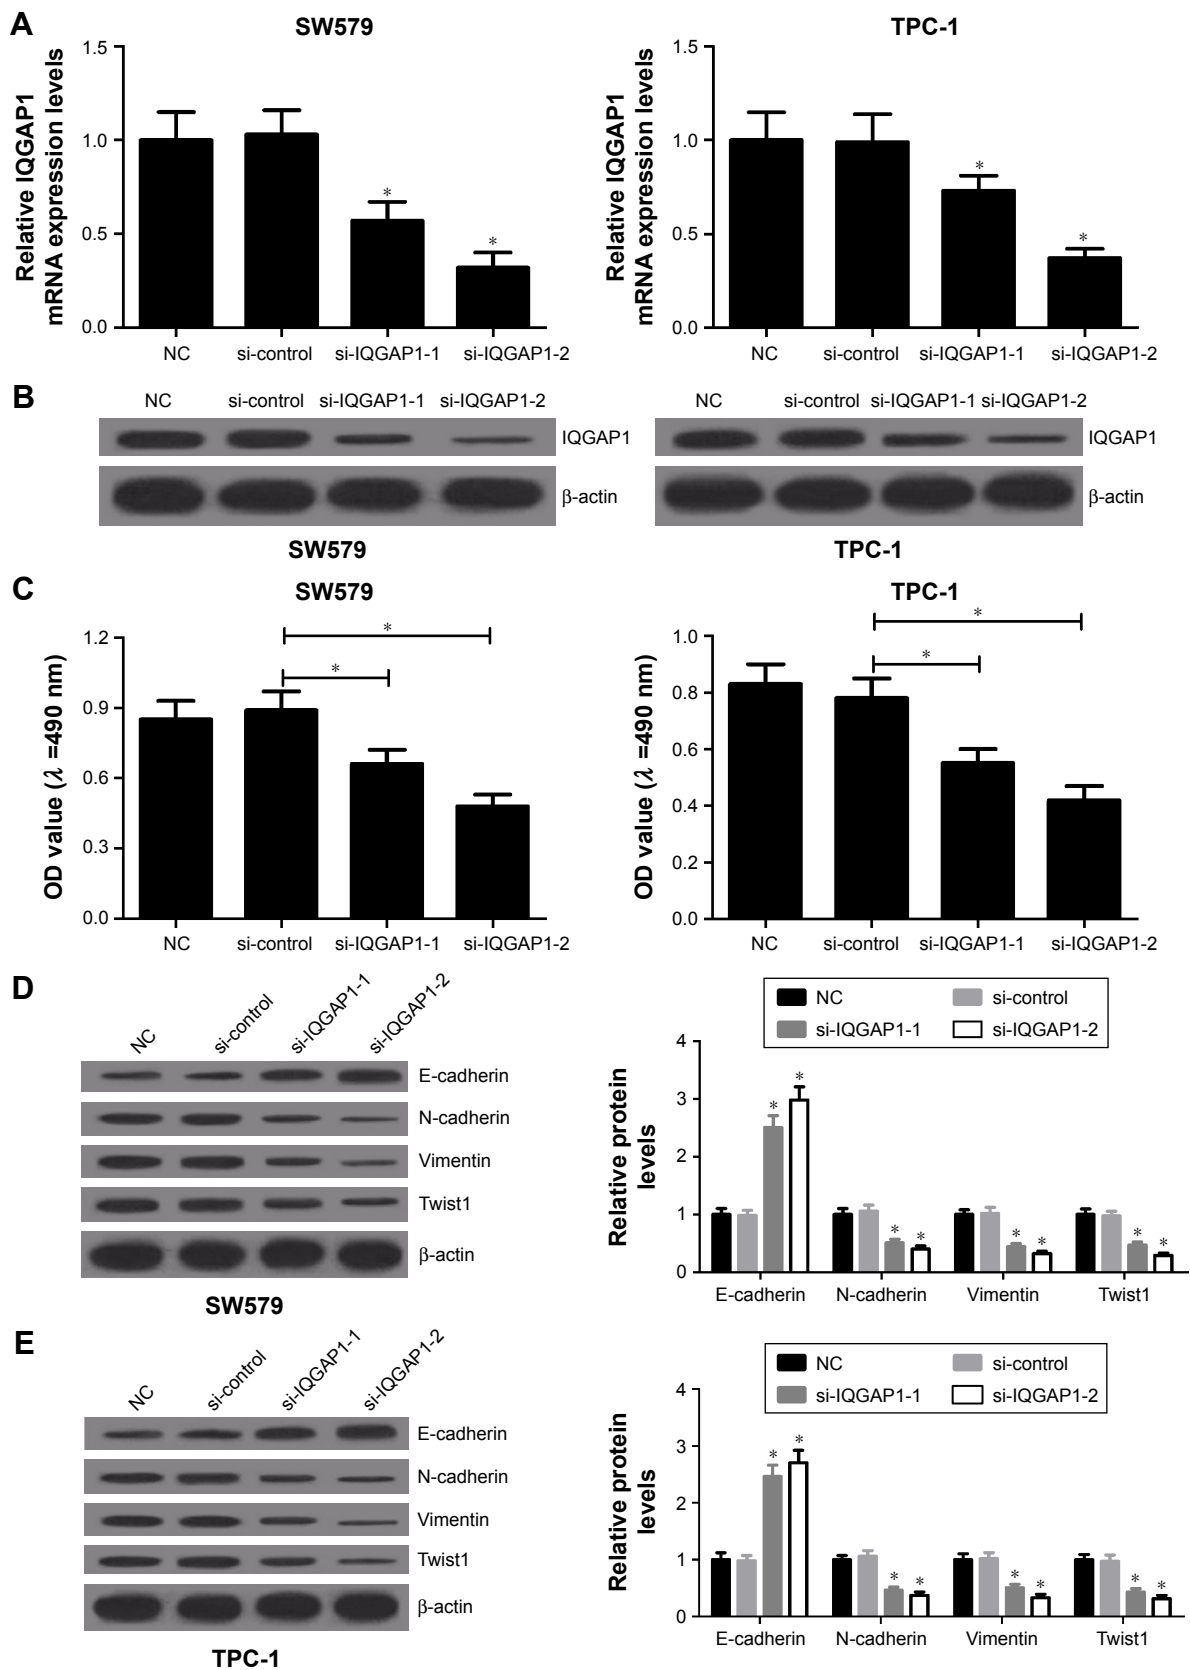 A
SW579
TPC-1
Relative IQGAP1
mRNA expression levels
1.5
1.0
0.5
0.0
*
*
NC
si-control
si-IQGAP1-1
si-IQGAP1-2
Relative IQGAP1
mRNA expression levels
1.5
1.0
0.5
0.0
*
*
NC
si-control
si-IQGAP1-1
si-IQGAP1-2
B
NC
si-control
si-IQGAP1-1
si-IQGAP1-2
IQGAP1
β-actin
SW579
NC
si-control
si-IQGAP1-1
si-IQGAP1-2
IQGAP1
β-actin
TPC-1
C
SW579
OD value (λ =490 nm)
1.2
0.9
0.6
0.3
0.0
*
*
NC
si-control
si-IQGAP1-1
si-IQGAP1-2
TPC-1
OD value (λ =490 nm)
1.0
0.8
0.6
0.4
0.2
0.0
*
*
NC
si-control
si-IQGAP1-1
si-IQGAP1-2
D
NC
si-control
si-IQGAP1-1
si-IQGAP1-2
E-cadherin
N-cadherin
Vimentin
Twist1
β-actin
SW579
NC
si-control
si-IQGAP1-1
si-IQGAP1-2
Relative protein
levels
4
3
2
1
0
*
*
*
*
*
*
*
*
E-cadherin
N-cadherin
Vimentin
Twist1
E
NC
si-control
si-IQGAP1-1
si-IQGAP1-2
E-cadherin
N-cadherin
Vimentin
Twist1
β-actin
TPC-1
NC
si-control
si-IQGAP1-1
si-IQGAP1-2
Relative protein
levels
4
3
2
1
0
*
*
*
*
*
*
*
*
E-cadherin
N-cadherin
Vimentin
Twist1